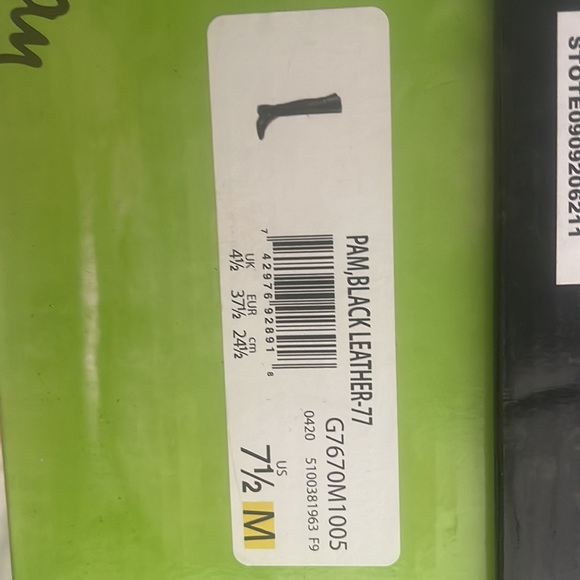 PAM,BLACK LEATHER-77
G7670M1005
0420 5100381963 F9
7 42976 92891 8
UK EUR cm
4½ 37½ 24½
US
7½ M
STOTE0909206211